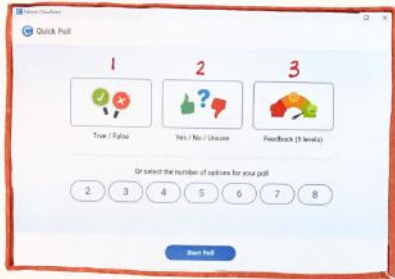 Quick Poll
1 2 3
True / False
Yes / No / Unsure
Feedback (5 levels)
Or select the number of options for your poll
2 3 4 5 6 7 8
Start Poll